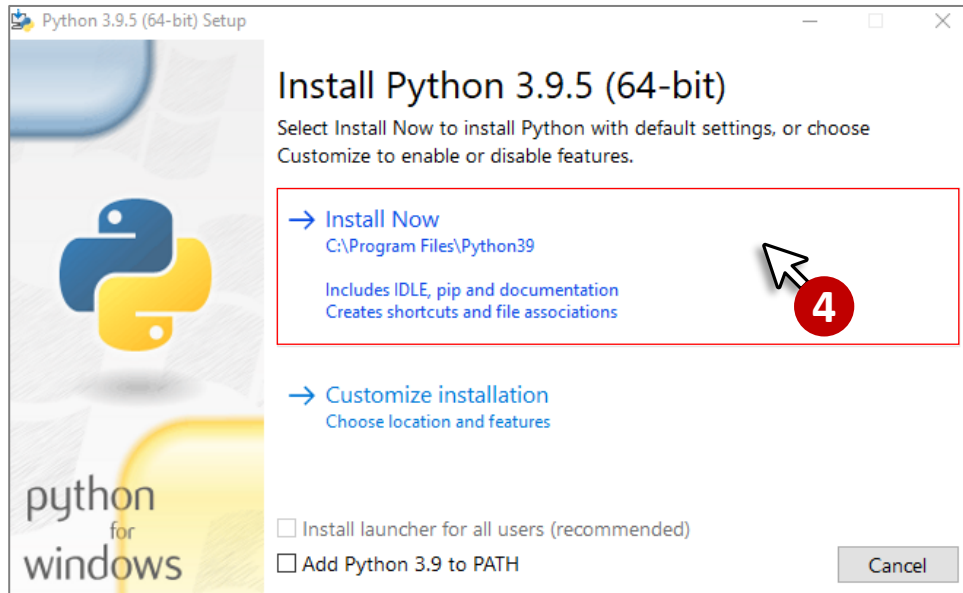 Python 3.9.5 (64-bit) Setup
Install Python 3.9.5 (64-bit)
Select Install Now to install Python with default settings, or choose
Customize to enable or disable features.
→ Install Now
C:\Program Files\Python39
Includes IDLE, pip and documentation
Creates shortcuts and file associations
4
→ Customize installation
Choose location and features
python
for
windows
Install launcher for all users (recommended)
Add Python 3.9 to PATH
Cancel